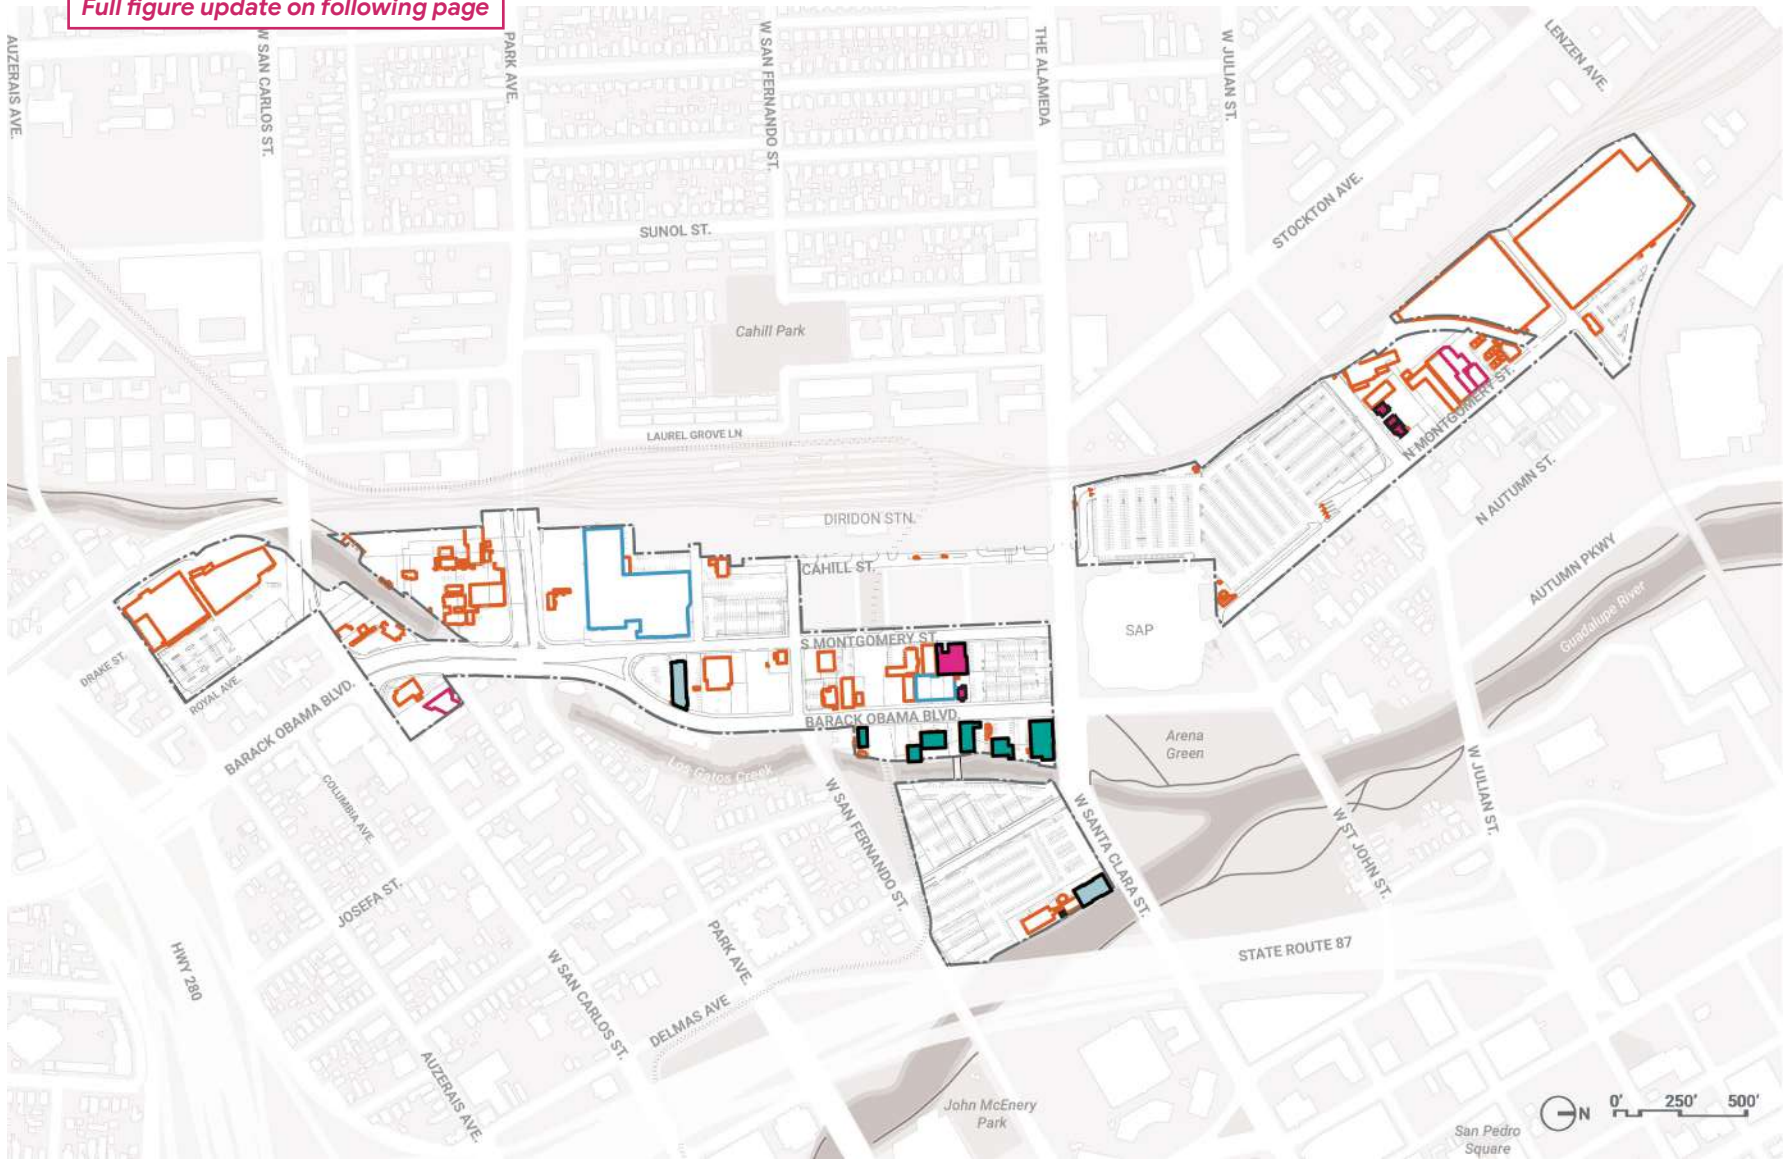 Full figure update on following page
AUZERAIS AVE.
W SAN CARLOS ST.
PARK AVE.
W SAN FERNANDO ST.
THE ALAMEDA
W JULIAN ST.
LENZEN AVE.
STOCKTON AVE.
SUNOL ST.
Cahill Park
LAUREL GROVE LN
N MONTGOMERY ST.
N AUTUMN ST.
DIRIDON STN.
CAHILL ST.
AUTUMN PKWY
Guadalupe River
SAP
S MONTGOMERY ST.
DRAKE ST.
ROYAL AVE.
BARACK OBAMA BLVD.
BARACK OBAMA BLVD.
Arena
Green
Los Gatos Creek
COLUMBIA AVE.
W SAN FERNANDO ST.
W SANTA CLARA ST.
W ST JOHN ST.
W JULIAN ST.
JOSEFA ST.
HWY 280
W SAN CARLOS ST.
PARK AVE.
STATE ROUTE 87
DELMAS AVE
AUZERAIS AVE.
John McEnery
Park
N
0' 250' 500'
San Pedro
Square